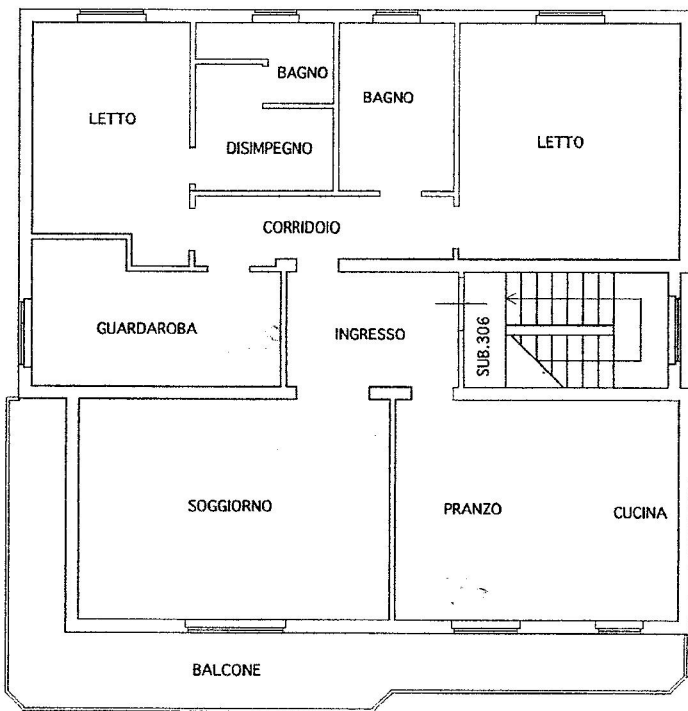 BAGNO
BAGNO
LETTO
LETTO
DISIMPEGNO
CORRIDOIO
GUARDAROBA
INGRESSO
SUB.306
SOGGIORNO
PRANZO
CUCINA
BALCONE